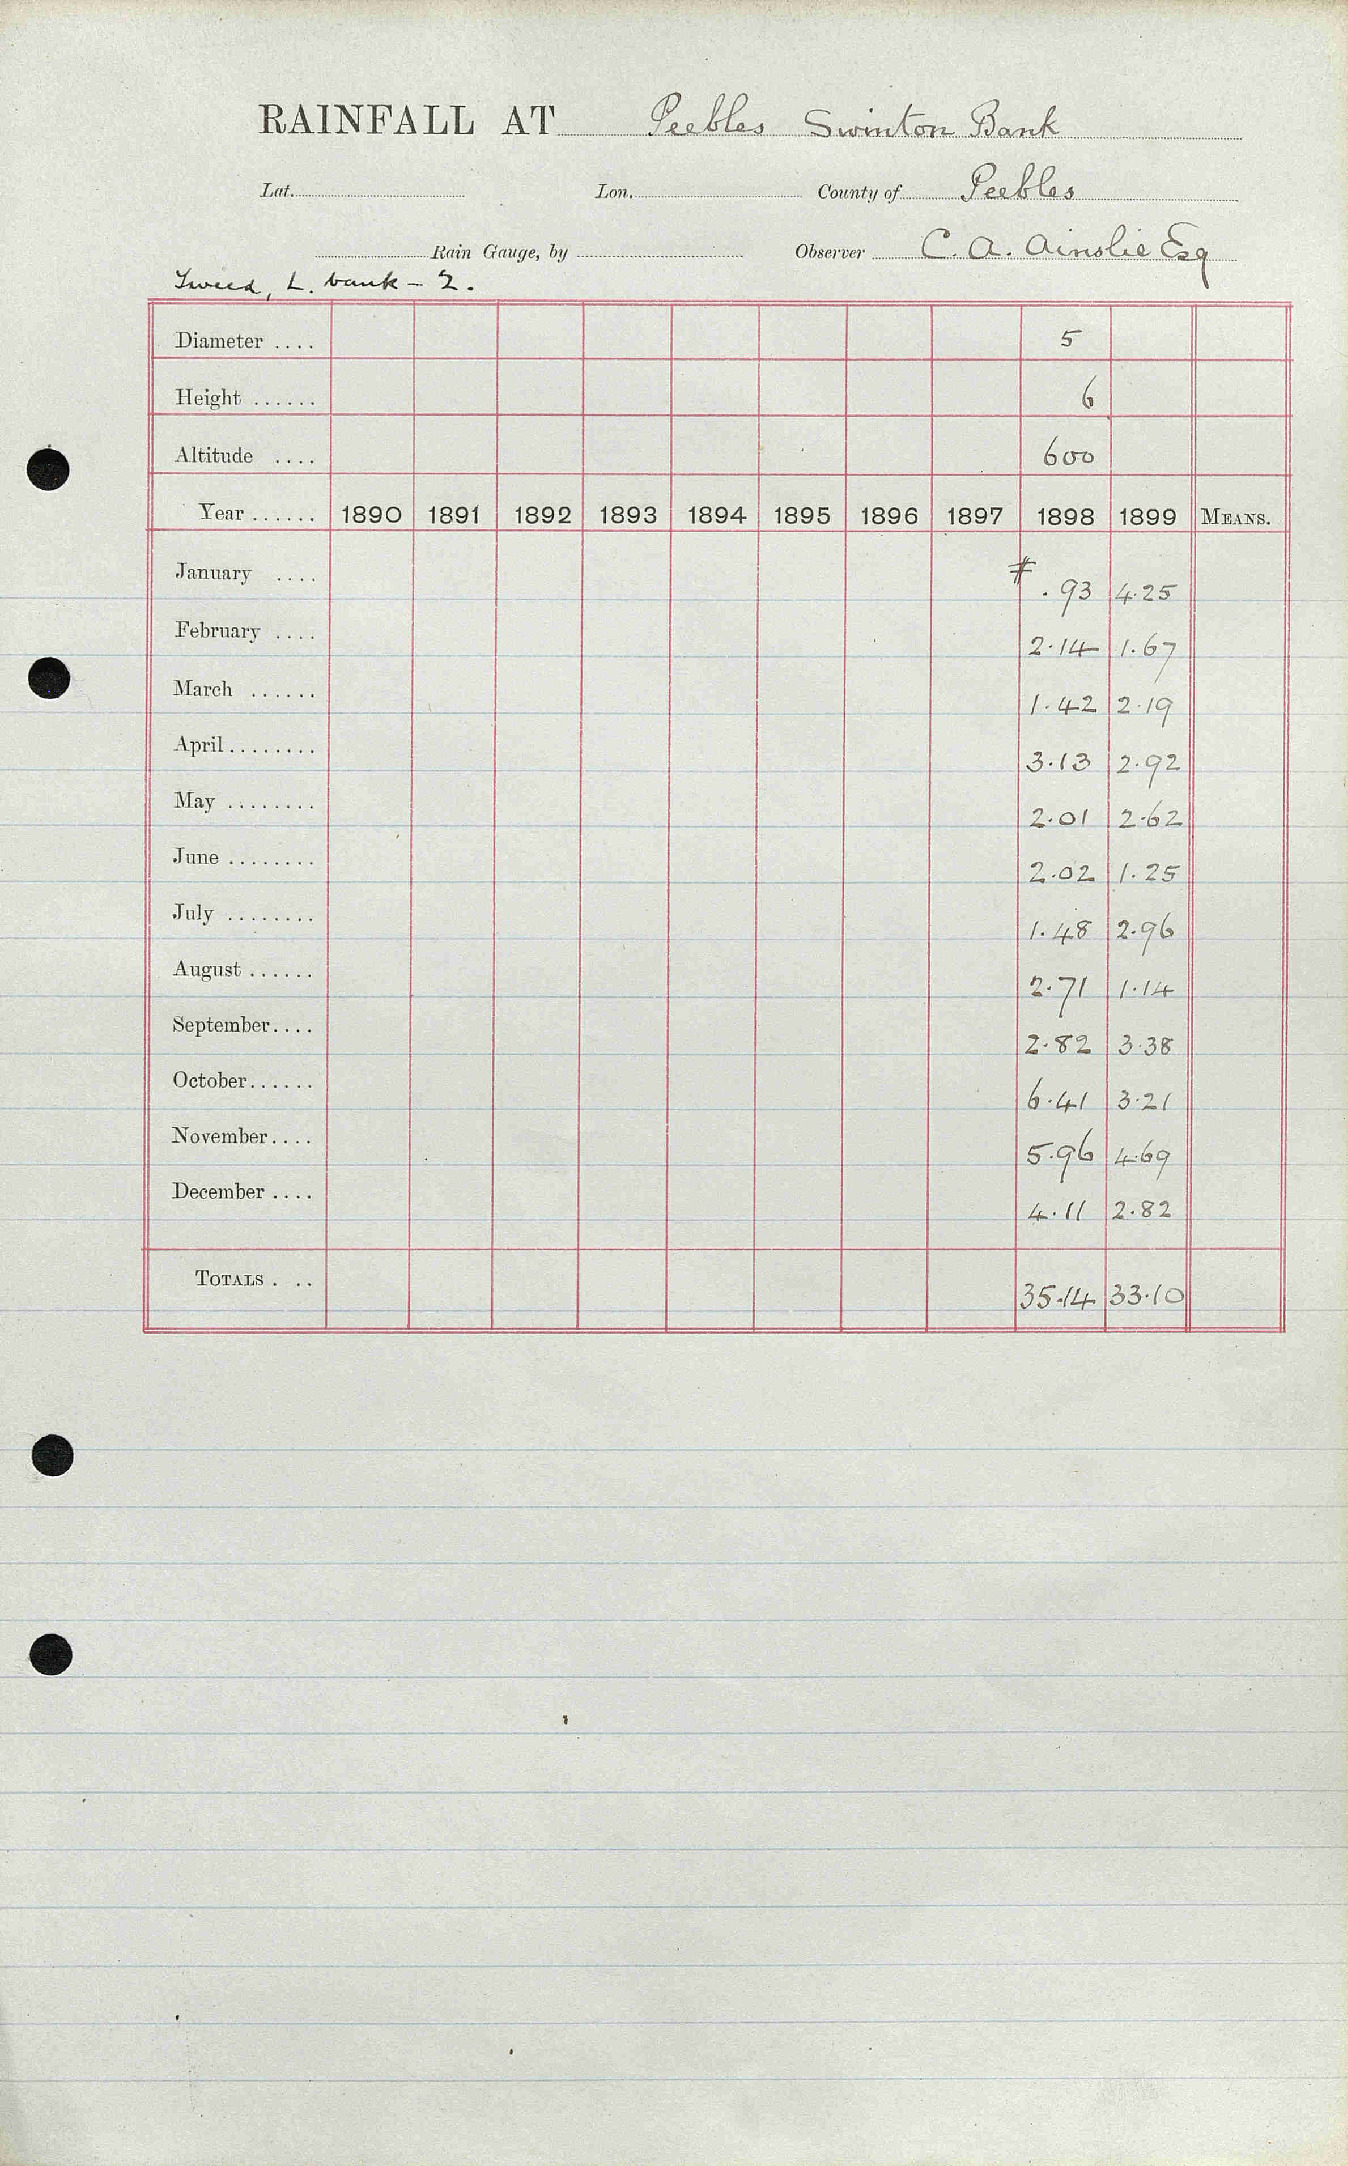 RAINFALL AT Peebles Swinton Bank
Lat. Lon. County of Peebles
Rain Gauge, by Observer C. A. Ainslie Esq
Tweed, L. bank - 2.
Diameter .... 5
Height ...... 6
Altitude .... 600
Year ...... 1890 1891 1892 1893 1894 1895 1896 1897 1898 1899 MEANS.
January .... # .93 4.25
February .... 2.14 1.67
March ...... 1.42 2.19
April ........ 3.13 2.92
May ........ 2.01 2.62
June ........ 2.02 1.25
July ........ 1.48 2.96
August ...... 2.71 1.14
September.... 2.82 3.38
October...... 6.41 3.21
November.... 5.96 4.69
December .... 4.11 2.82
TOTALS . .. 35.14 33.10